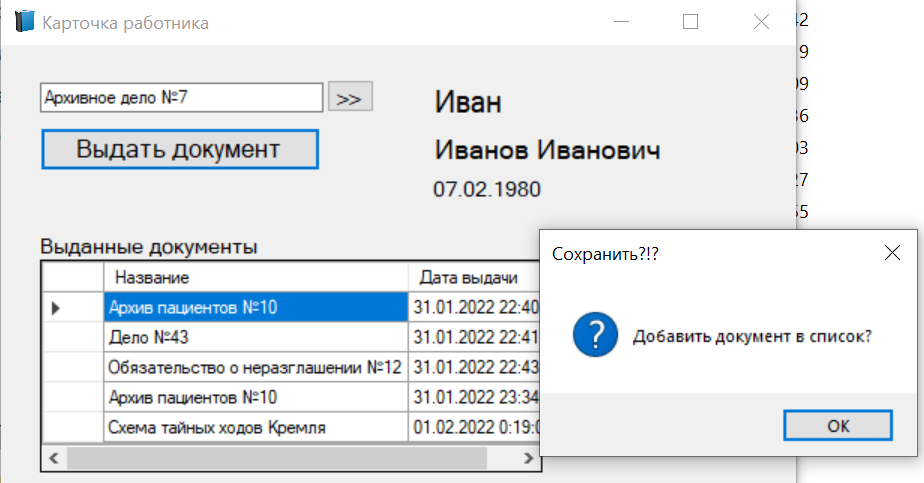 Карточка работника
Архивное дело №7
>>
Выдать документ
Иван
Иванов Иванович
07.02.1980
Выданные документы
Название Дата выдачи
Архив пациентов №10 31.01.2022 22:40
Дело №43 31.01.2022 22:41
Обязательство о неразглашении №12 31.01.2022 22:43
Архив пациентов №10 31.01.2022 23:34
Схема тайных ходов Кремля 01.02.2022 0:19:0
Сохранить?!?
Добавить документ в список?
OK
42
9
09
36
03
27